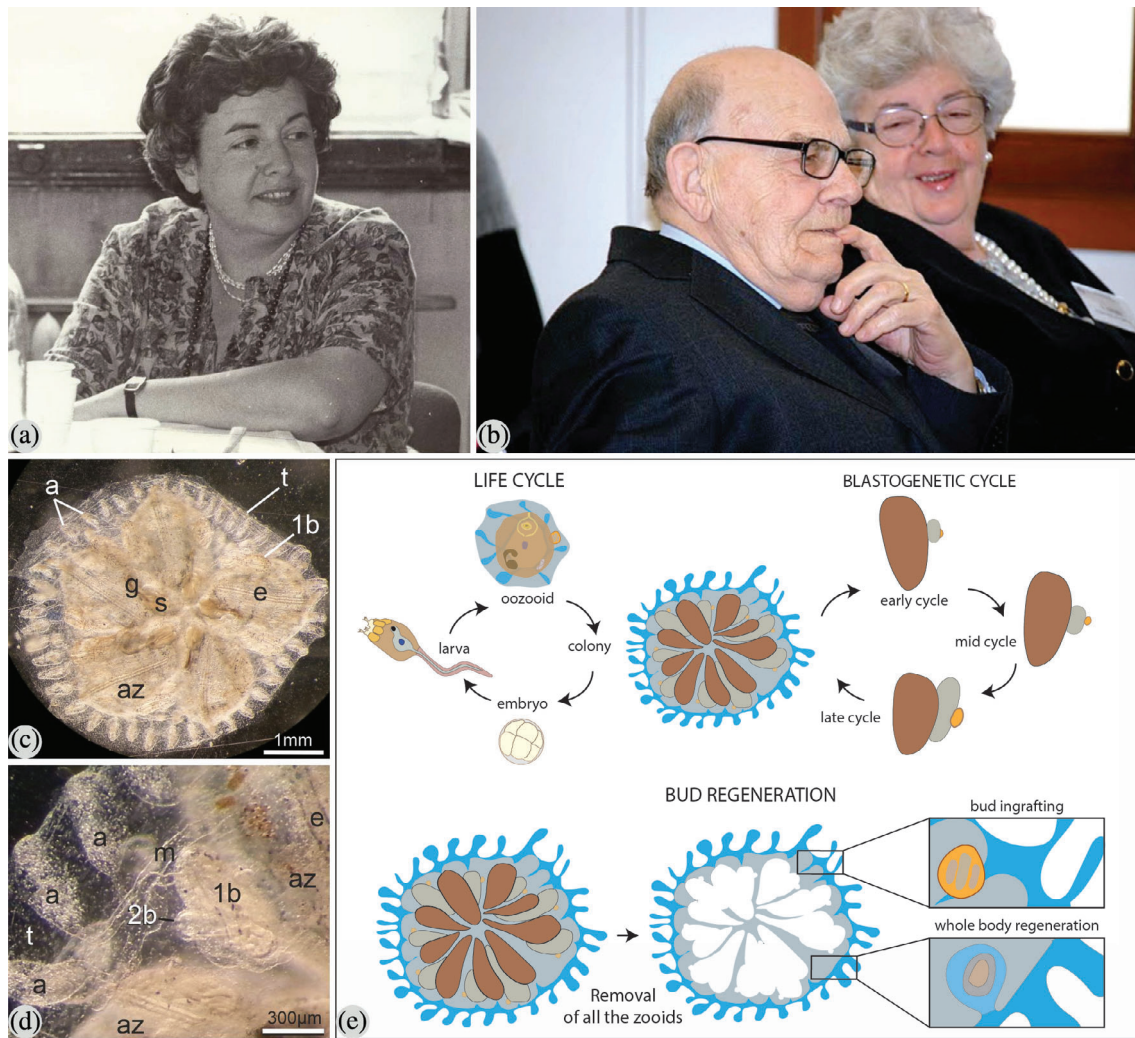 (a)
(b)
a
t
1b
g
s
e
az
1mm
(c)
a
m
e
1b
az
a
2b
t
a
az
300μm
(d)
LIFE CYCLE
oozooid
larva
colony
embryo
BLASTOGENETIC CYCLE
early cycle
mid cycle
late cycle
BUD REGENERATION
Removal
of all the zooids
bud ingrafting
whole body regeneration
(e)